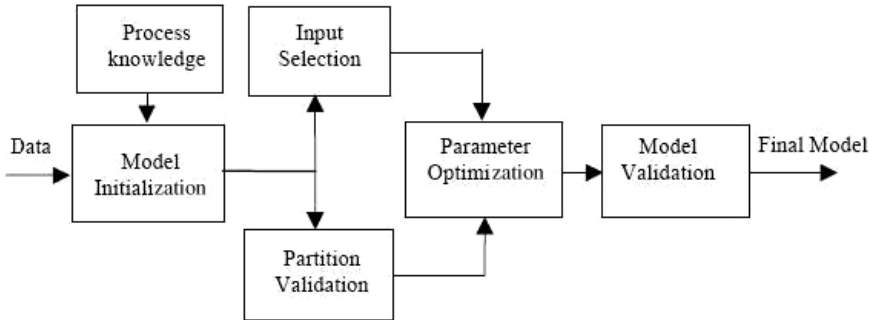 Process
knowledge
Input
Selection
Data
Model
Initialization
Parameter
Optimization
Model
Validation
Final Model
Partition
Validation